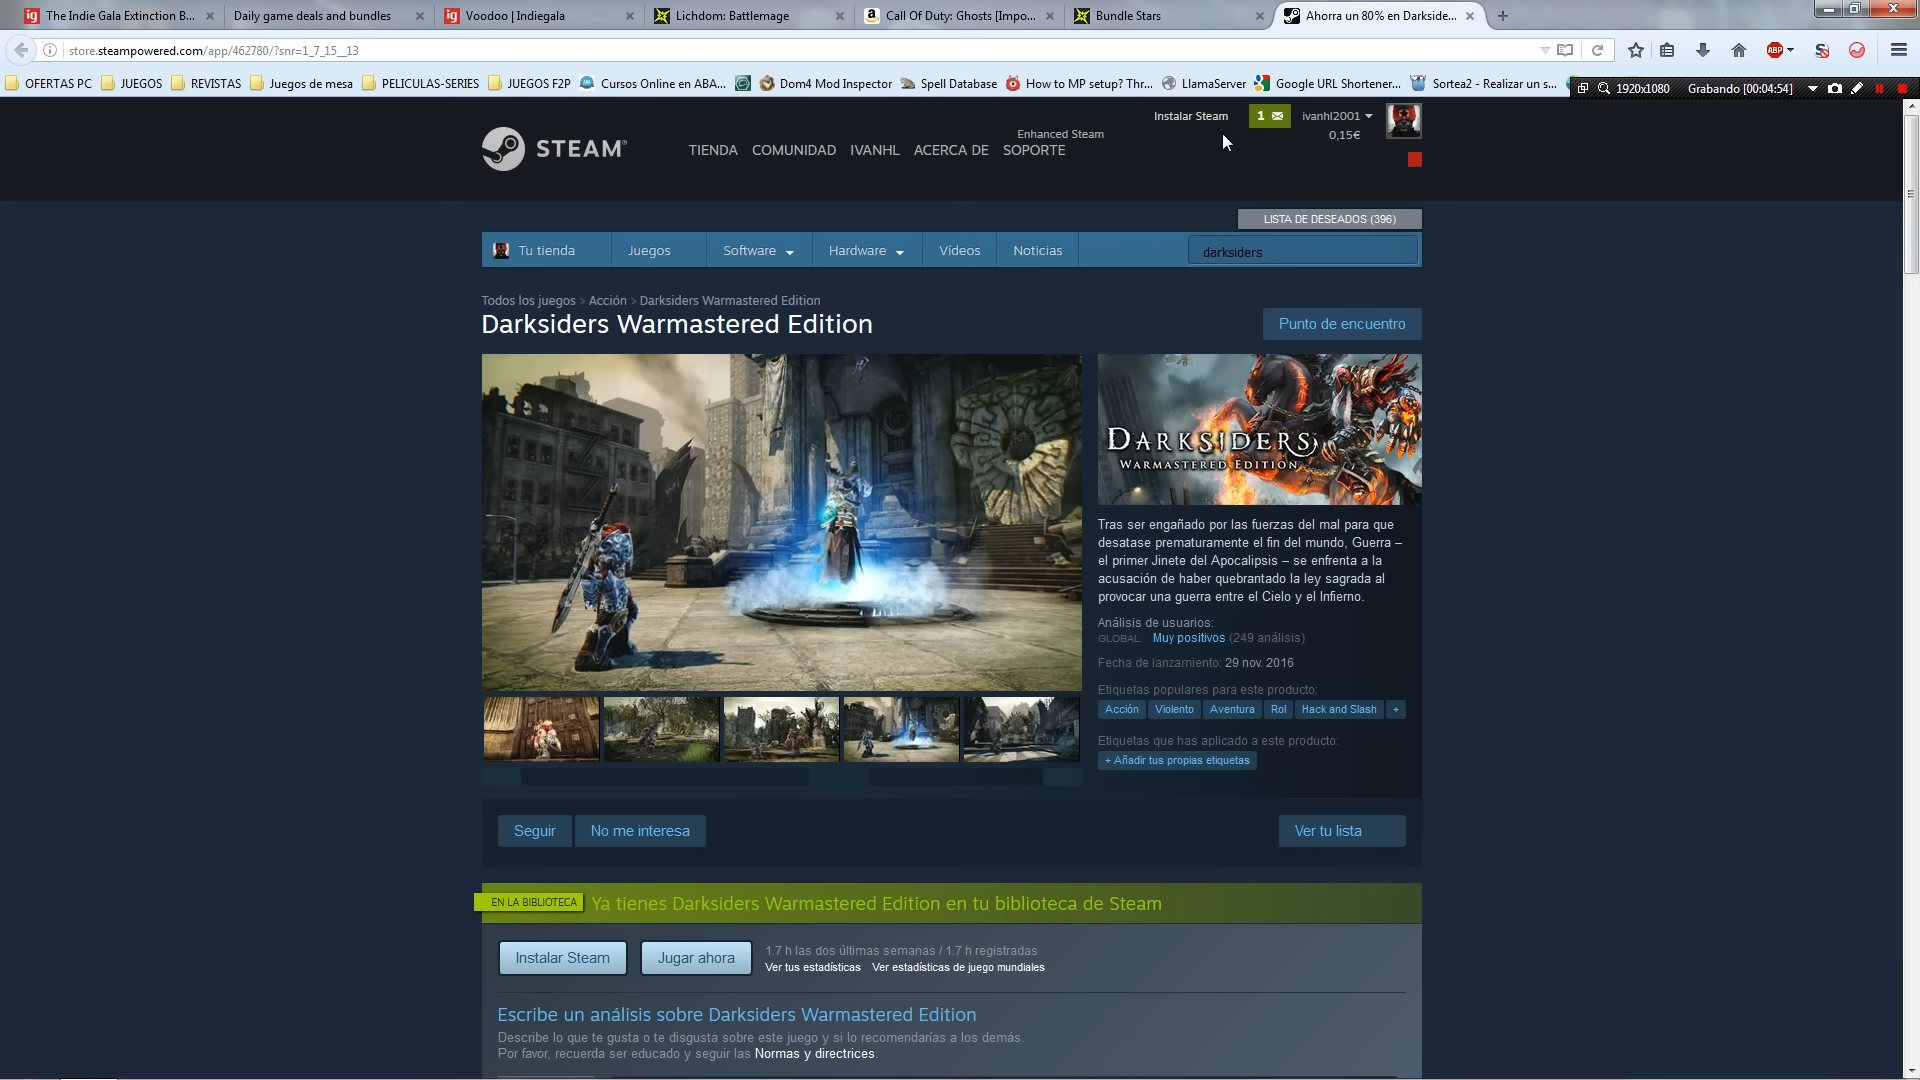 The Indie Gala Extinction B...
Daily game deals and bundles
Voodoo | Indiegala
Lichdom: Battlemage
Call Of Duty: Ghosts [Impo...
Bundle Stars
Ahorra un 80% en Darkside...
store.steampowered.com/app/462780/?snr=1_7_15__13
ABP
OFERTAS PC
JUEGOS
REVISTAS
Juegos de mesa
PELICULAS-SERIES
JUEGOS F2P
Cursos Online en ABA...
Dom4 Mod Inspector
Spell Database
How to MP setup? Thr...
LlamaServer
Google URL Shortener...
Sortea2 - Realizar un s...
1920x1080
Grabando [00:04:54]
Instalar Steam
1
ivanhl2001
0,15€
Enhanced Steam
STEAM
TIENDA
COMUNIDAD
IVANHL
ACERCA DE
SOPORTE
LISTA DE DESEADOS (396)
Tu tienda
Juegos
Software
Hardware
Vídeos
Noticias
darksiders
Todos los juegos > Acción > Darksiders Warmastered Edition
Darksiders Warmastered Edition
Punto de encuentro
DARKSIDERS
WARMASTERED EDITION
Tras ser engañado por las fuerzas del mal para que
desatase prematuramente el fin del mundo, Guerra –
el primer Jinete del Apocalipsis – se enfrenta a la
acusación de haber quebrantado la ley sagrada al
provocar una guerra entre el Cielo y el Infierno.
Análisis de usuarios:
GLOBAL: Muy positivos (249 análisis)
Fecha de lanzamiento: 29 nov. 2016
Etiquetas populares para este producto:
Acción
Violento
Aventura
Rol
Hack and Slash
+
Etiquetas que has aplicado a este producto:
+ Añadir tus propias etiquetas
Seguir
No me interesa
Ver tu lista
EN LA BIBLIOTECA
Ya tienes Darksiders Warmastered Edition en tu biblioteca de Steam
Instalar Steam
Jugar ahora
1.7 h las dos últimas semanas / 1.7 h registradas
Ver tus estadísticas
Ver estadísticas de juego mundiales
Escribe un análisis sobre Darksiders Warmastered Edition
Describe lo que te gusta o te disgusta sobre este juego y si lo recomendarías a los demás.
Por favor, recuerda ser educado y seguir las Normas y directrices.